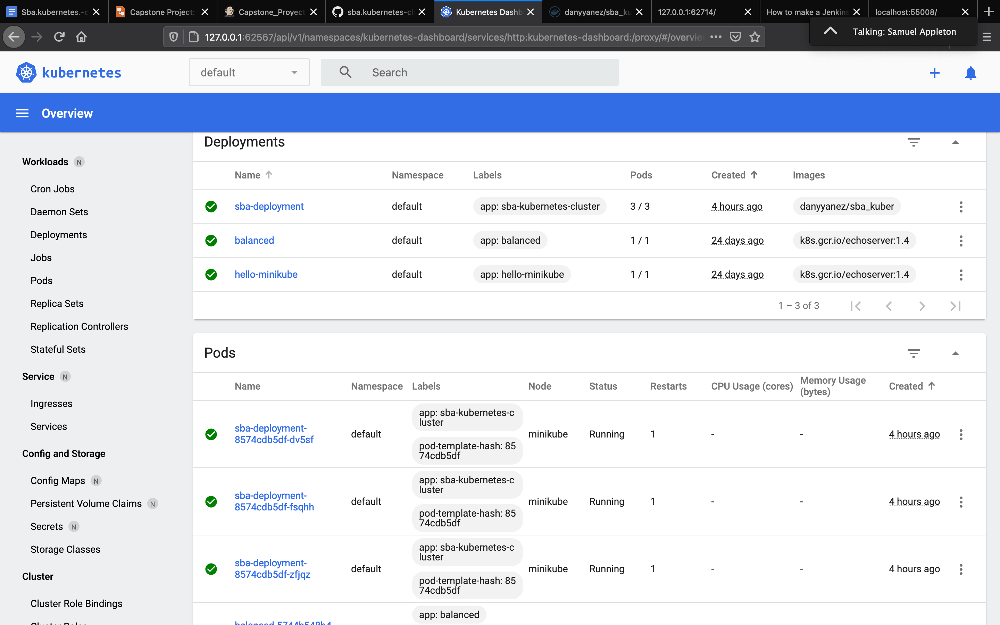 Sba.kubernetes.-c
Capstone Project:
Capstone_Proyect
sba.kubernetes-cl
Kubernetes Dashb
danyyanez/sba_ku
127.0.0.1:62714/
How to make a Jenkins
localhost:55008/
127.0.0.1:62567/api/v1/namespaces/kubernetes-dashboard/services/http:kubernetes-dashboard:/proxy/#/overvie
Talking: Samuel Appleton
kubernetes
default
Search
Overview
Workloads N
Cron Jobs
Daemon Sets
Deployments
Jobs
Pods
Replica Sets
Replication Controllers
Stateful Sets
Service N
Ingresses
Services
Config and Storage
Config Maps N
Persistent Volume Claims N
Secrets N
Storage Classes
Cluster
Cluster Role Bindings
Cluster Roles
Deployments
Name Namespace Labels Pods Created Images
sba-deployment default app: sba-kubernetes-cluster 3 / 3 4 hours ago danyyanez/sba_kuber
balanced default app: balanced 1 / 1 24 days ago k8s.gcr.io/echoserver:1.4
hello-minikube default app: hello-minikube 1 / 1 24 days ago k8s.gcr.io/echoserver:1.4
1 – 3 of 3
Pods
Name Namespace Labels Node Status Restarts CPU Usage (cores) Memory Usage (bytes) Created
sba-deployment-
8574cdb5df-dv5sf
default
app: sba-kubernetes-c
luster
pod-template-hash: 85
74cdb5df
minikube Running 1 - - 4 hours ago
sba-deployment-
8574cdb5df-fsqhh
default
app: sba-kubernetes-c
luster
pod-template-hash: 85
74cdb5df
minikube Running 1 - - 4 hours ago
sba-deployment-
8574cdb5df-zfjqz
default
app: sba-kubernetes-c
luster
pod-template-hash: 85
74cdb5df
minikube Running 1 - - 4 hours ago
balanced-5744b548b4
app: balanced